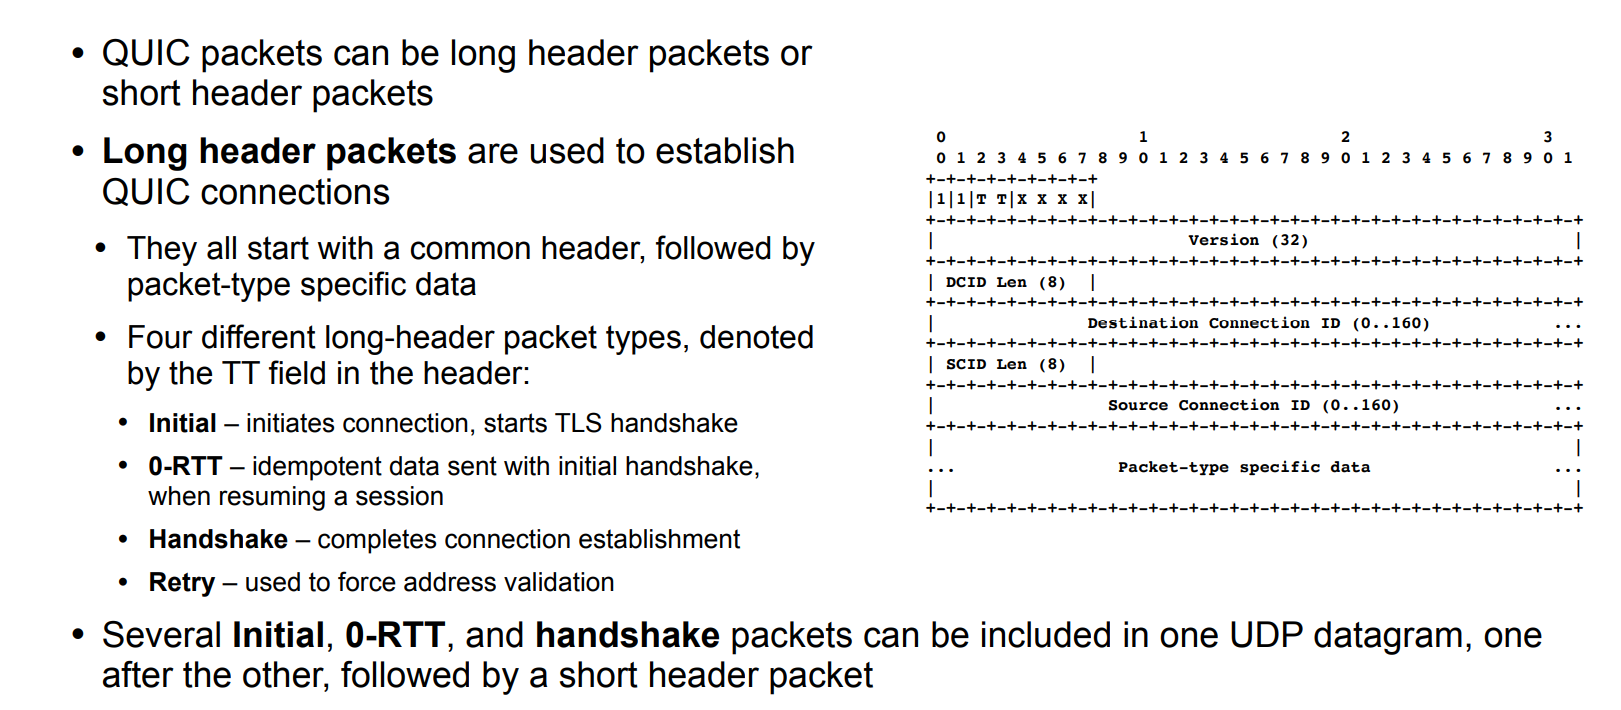 • QUIC packets can be long header packets or
short header packets
• Long header packets are used to establish
QUIC connections
• They all start with a common header, followed by
packet-type specific data
• Four different long-header packet types, denoted
by the TT field in the header:
• Initial – initiates connection, starts TLS handshake
• 0-RTT – idempotent data sent with initial handshake,
when resuming a session
• Handshake – completes connection establishment
• Retry – used to force address validation
• Several Initial, 0-RTT, and handshake packets can be included in one UDP datagram, one
after the other, followed by a short header packet
0                   1                   2                   3
0 1 2 3 4 5 6 7 8 9 0 1 2 3 4 5 6 7 8 9 0 1 2 3 4 5 6 7 8 9 0 1
+-+-+-+-+-+-+-+-+
|1|1|T T|X X X X|
+-+-+-+-+-+-+-+-+-+-+-+-+-+-+-+-+-+-+-+-+-+-+-+-+-+-+-+-+-+-+-+-+
|                         Version (32)                          |
+-+-+-+-+-+-+-+-+-+-+-+-+-+-+-+-+-+-+-+-+-+-+-+-+-+-+-+-+-+-+-+-+
| DCID Len (8)  |
+-+-+-+-+-+-+-+-+-+-+-+-+-+-+-+-+-+-+-+-+-+-+-+-+-+-+-+-+-+-+-+-+
|               Destination Connection ID (0..160)            ...
+-+-+-+-+-+-+-+-+-+-+-+-+-+-+-+-+-+-+-+-+-+-+-+-+-+-+-+-+-+-+-+-+
| SCID Len (8)  |
+-+-+-+-+-+-+-+-+-+-+-+-+-+-+-+-+-+-+-+-+-+-+-+-+-+-+-+-+-+-+-+-+
|                 Source Connection ID (0..160)               ...
+-+-+-+-+-+-+-+-+-+-+-+-+-+-+-+-+-+-+-+-+-+-+-+-+-+-+-+-+-+-+-+-+
|                                                               |
...                Packet-type specific data                  ...
|                                                               |
+-+-+-+-+-+-+-+-+-+-+-+-+-+-+-+-+-+-+-+-+-+-+-+-+-+-+-+-+-+-+-+-+